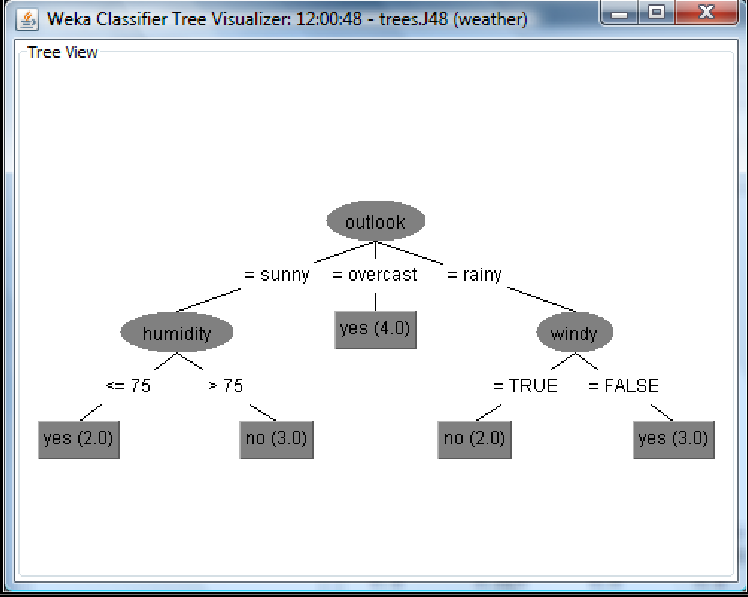 Weka Classifier Tree Visualizer: 12:00:48 - trees.J48 (weather)
Tree View
outlook
= sunny = overcast = rainy
humidity yes (4.0) windy
<= 75 > 75 = TRUE = FALSE
yes (2.0) no (3.0) no (2.0) yes (3.0)